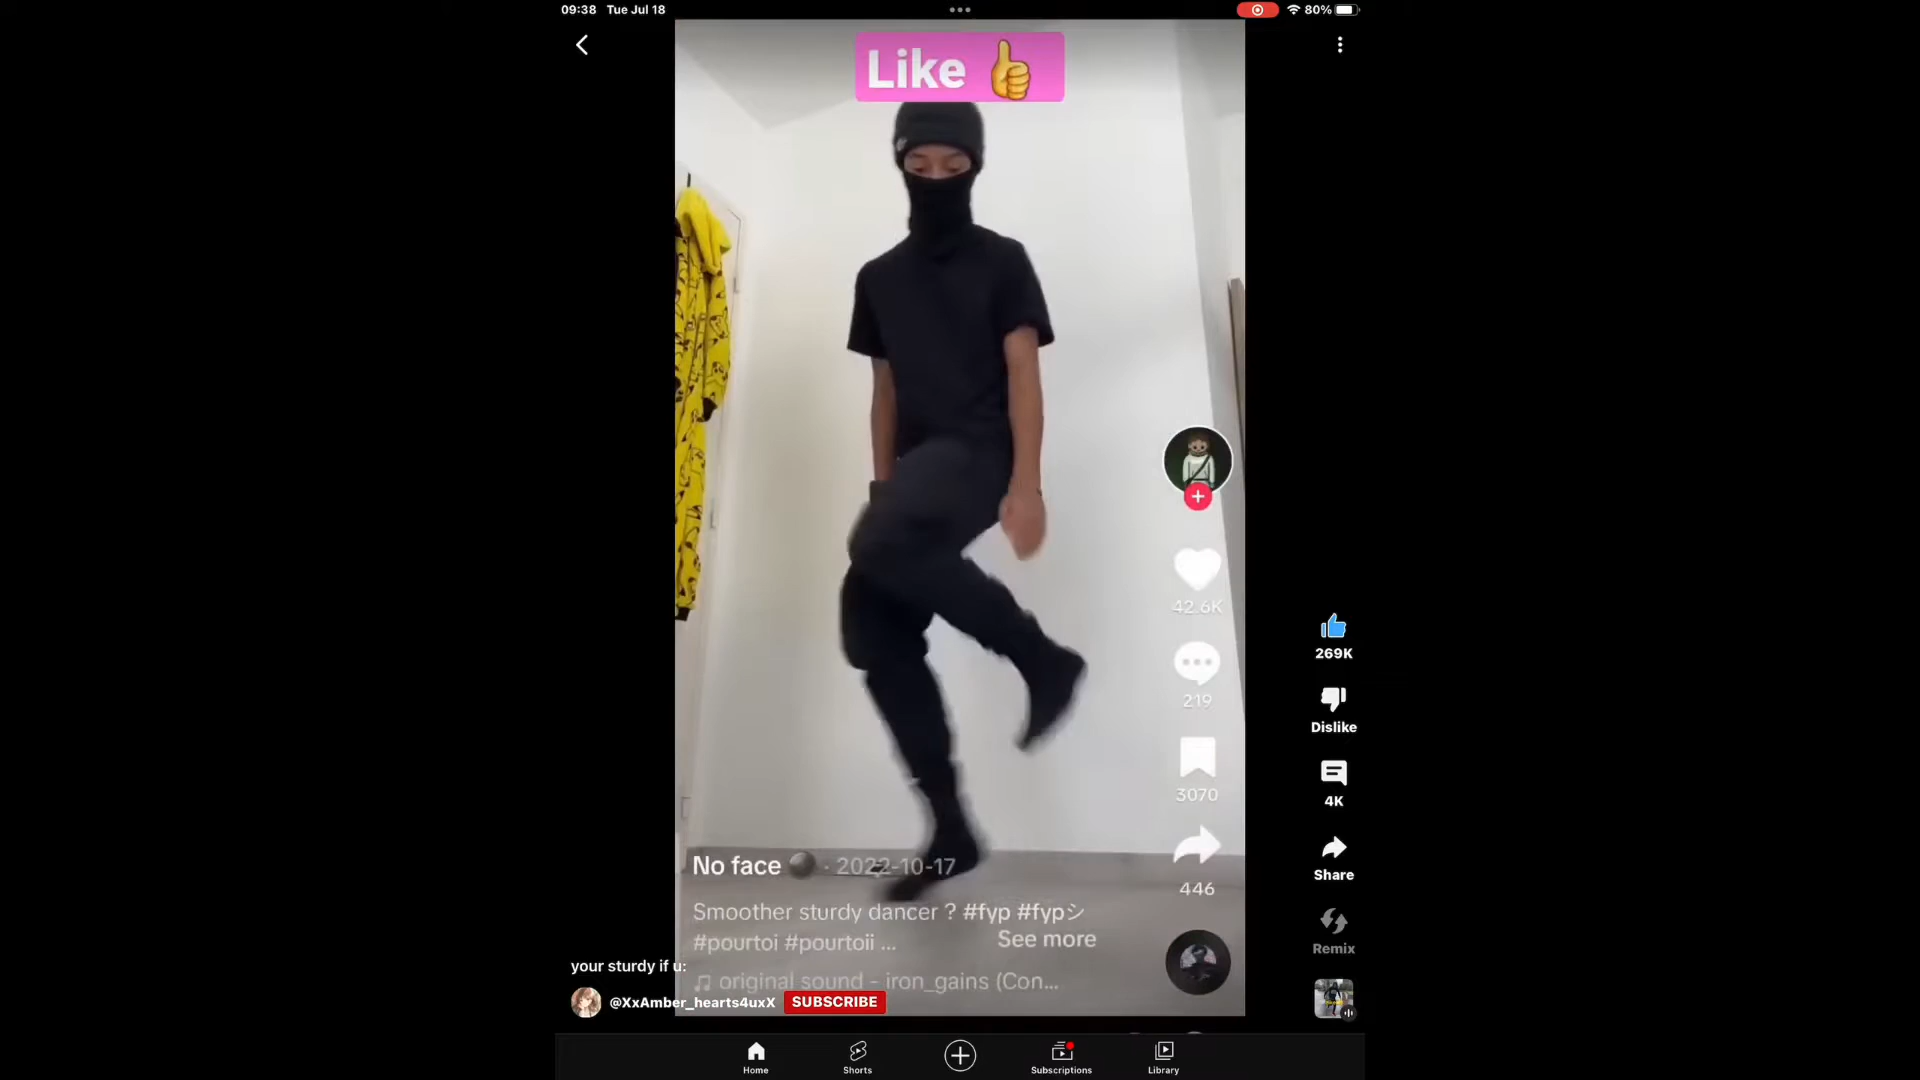 09:38 Tue Jul 18
80%
Like 👍
42.6K
219
3070
446
269K
Dislike
4K
Share
Remix
No face · 2022-10-17
Smoother sturdy dancer ? #fyp #fypシ
#pourtoi #pourtoii ... See more
your sturdy if u:
original sound - iron_gains (Con...
@XxAmber_hearts4uxX SUBSCRIBE
Home Shorts Subscriptions Library